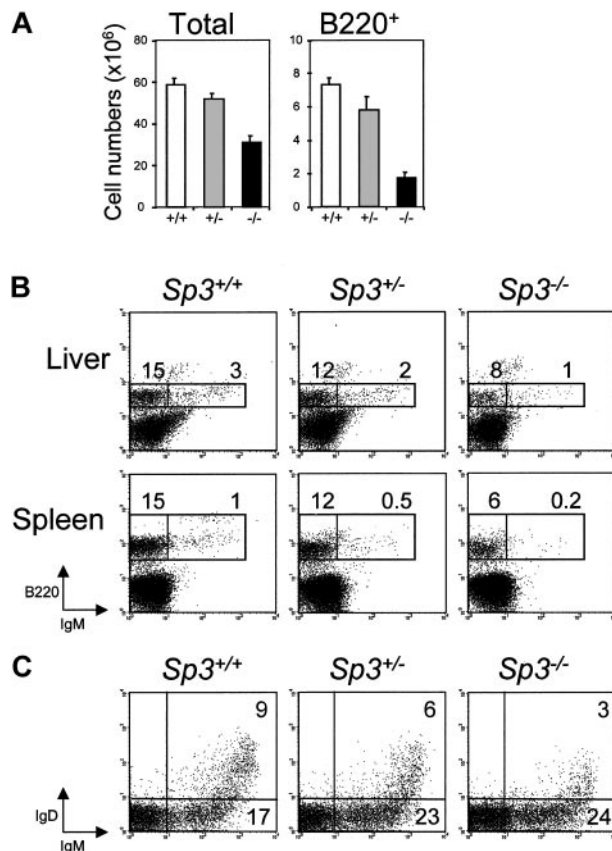 A
Total
B220+
Cell numbers (x10^6)
80
60
40
20
0
+/+ +/- -/-
10
8
6
4
2
0
+/+ +/- -/-
B
Sp3+/+ Sp3+/- Sp3-/-
Liver
15 3
12 2
8 1
Spleen
15 1
12 0.5
6 0.2
B220
IgM
C
Sp3+/+ Sp3+/- Sp3-/-
9
17
6
23
3
24
IgD
IgM